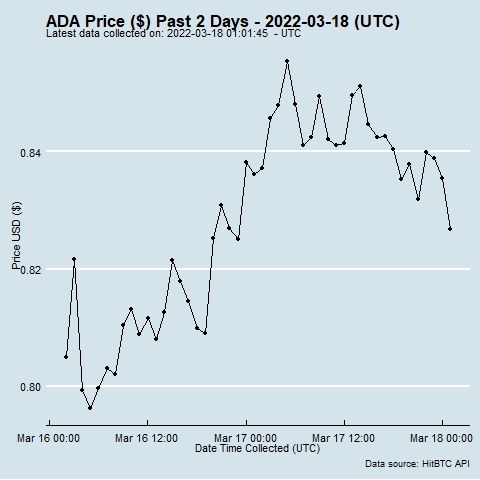 ADA Price ($) Past 2 Days - 2022-03-18 (UTC)
Latest data collected on: 2022-03-18 01:01:45 - UTC
0.84
0.82
0.80
Price USD ($)
Mar 16 00:00 Mar 16 12:00 Mar 17 00:00 Mar 17 12:00 Mar 18 00:00
Date Time Collected (UTC)
Data source: HitBTC API